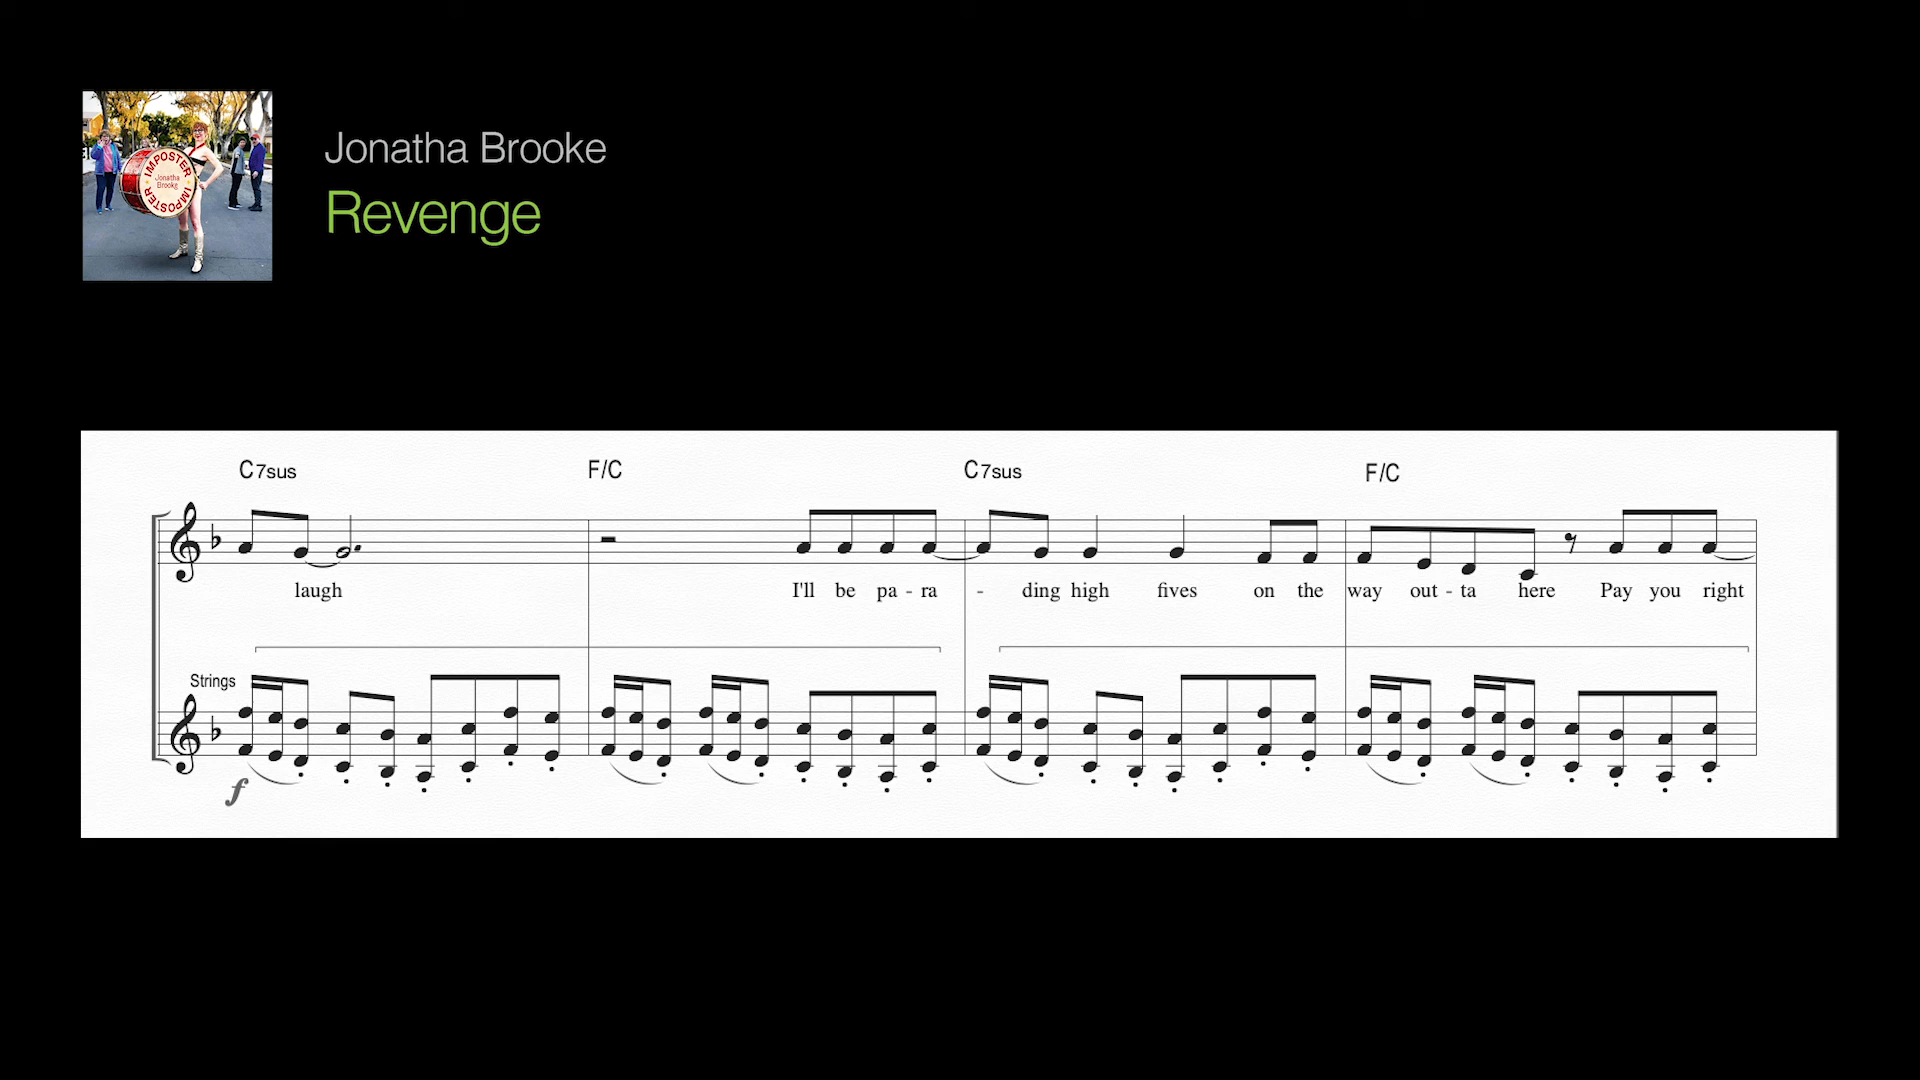 IMPOSTER
Jonatha
Brooke
IMPOSTER
Jonatha Brooke
Revenge
C7sus F/C C7sus F/C
laugh I'll be pa - ra - ding high fives on the way out - ta here Pay you right
Strings
f